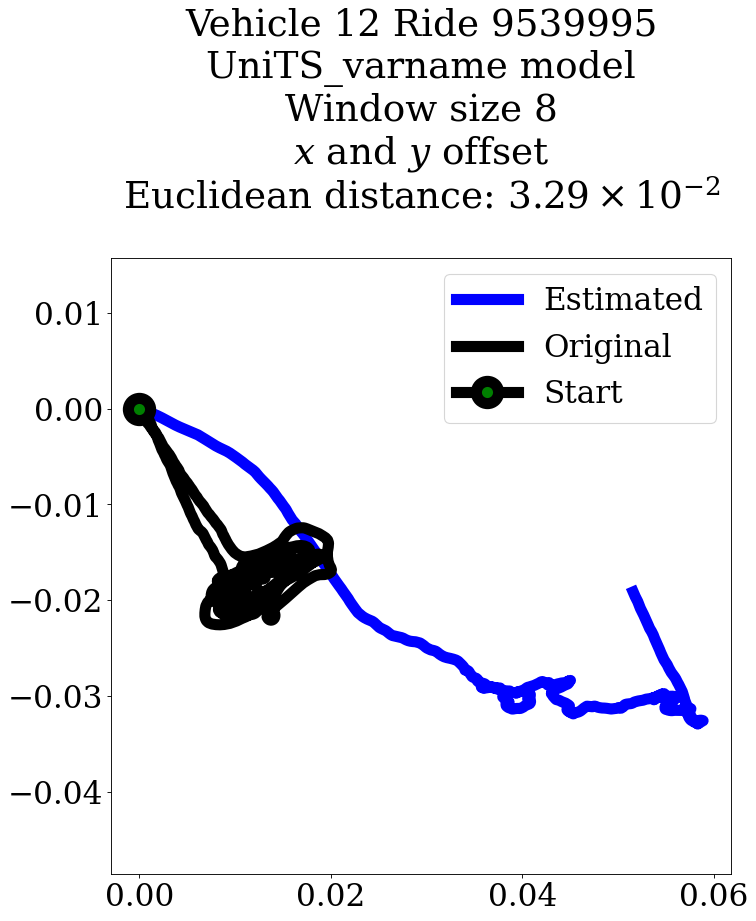 Vehicle 12 Ride 9539995
UniTS_varname model
Window size 8
x and y offset
Euclidean distance: 3.29 × 10⁻²
Estimated
Original
Start
0.01
0.00
−0.01
−0.02
−0.03
−0.04
0.00 0.02 0.04 0.06